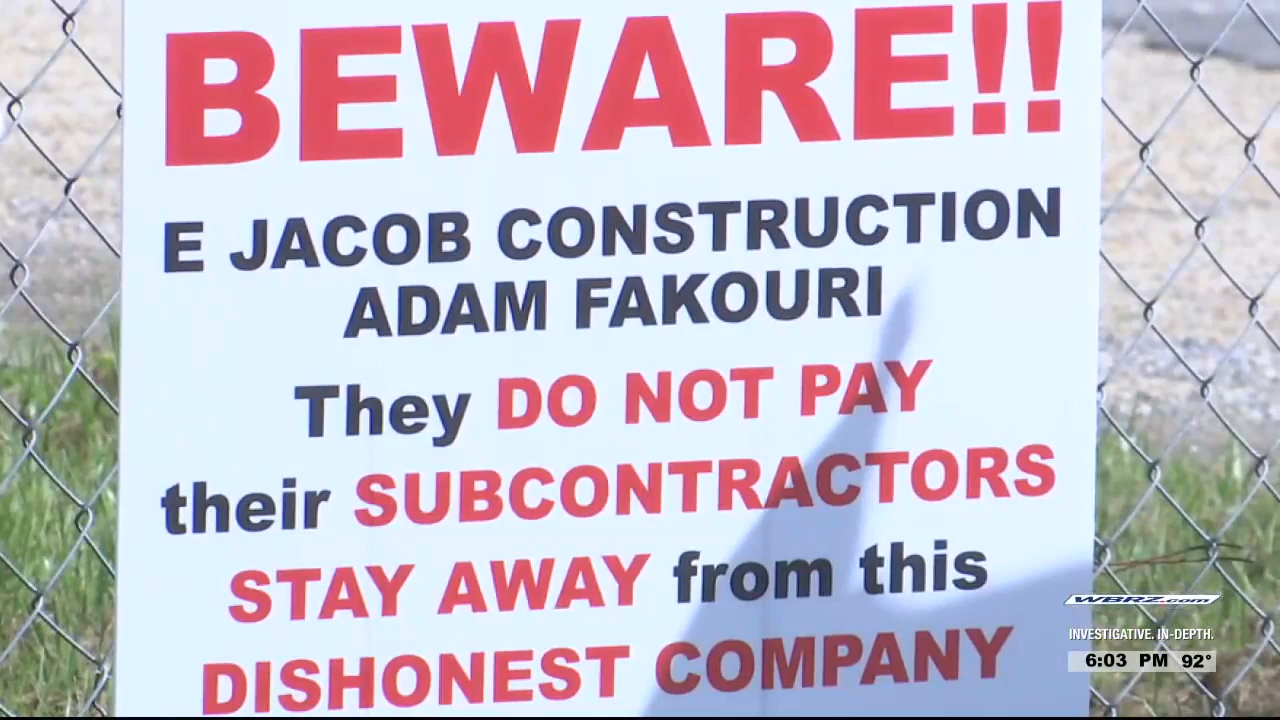 BEWARE!!
E JACOB CONSTRUCTION
ADAM FAKOURI
They DO NOT PAY
their SUBCONTRACTORS
STAY AWAY from this
DISHONEST COMPANY
WBRZ.com
INVESTIGATIVE. IN-DEPTH.
6:03 PM 92°